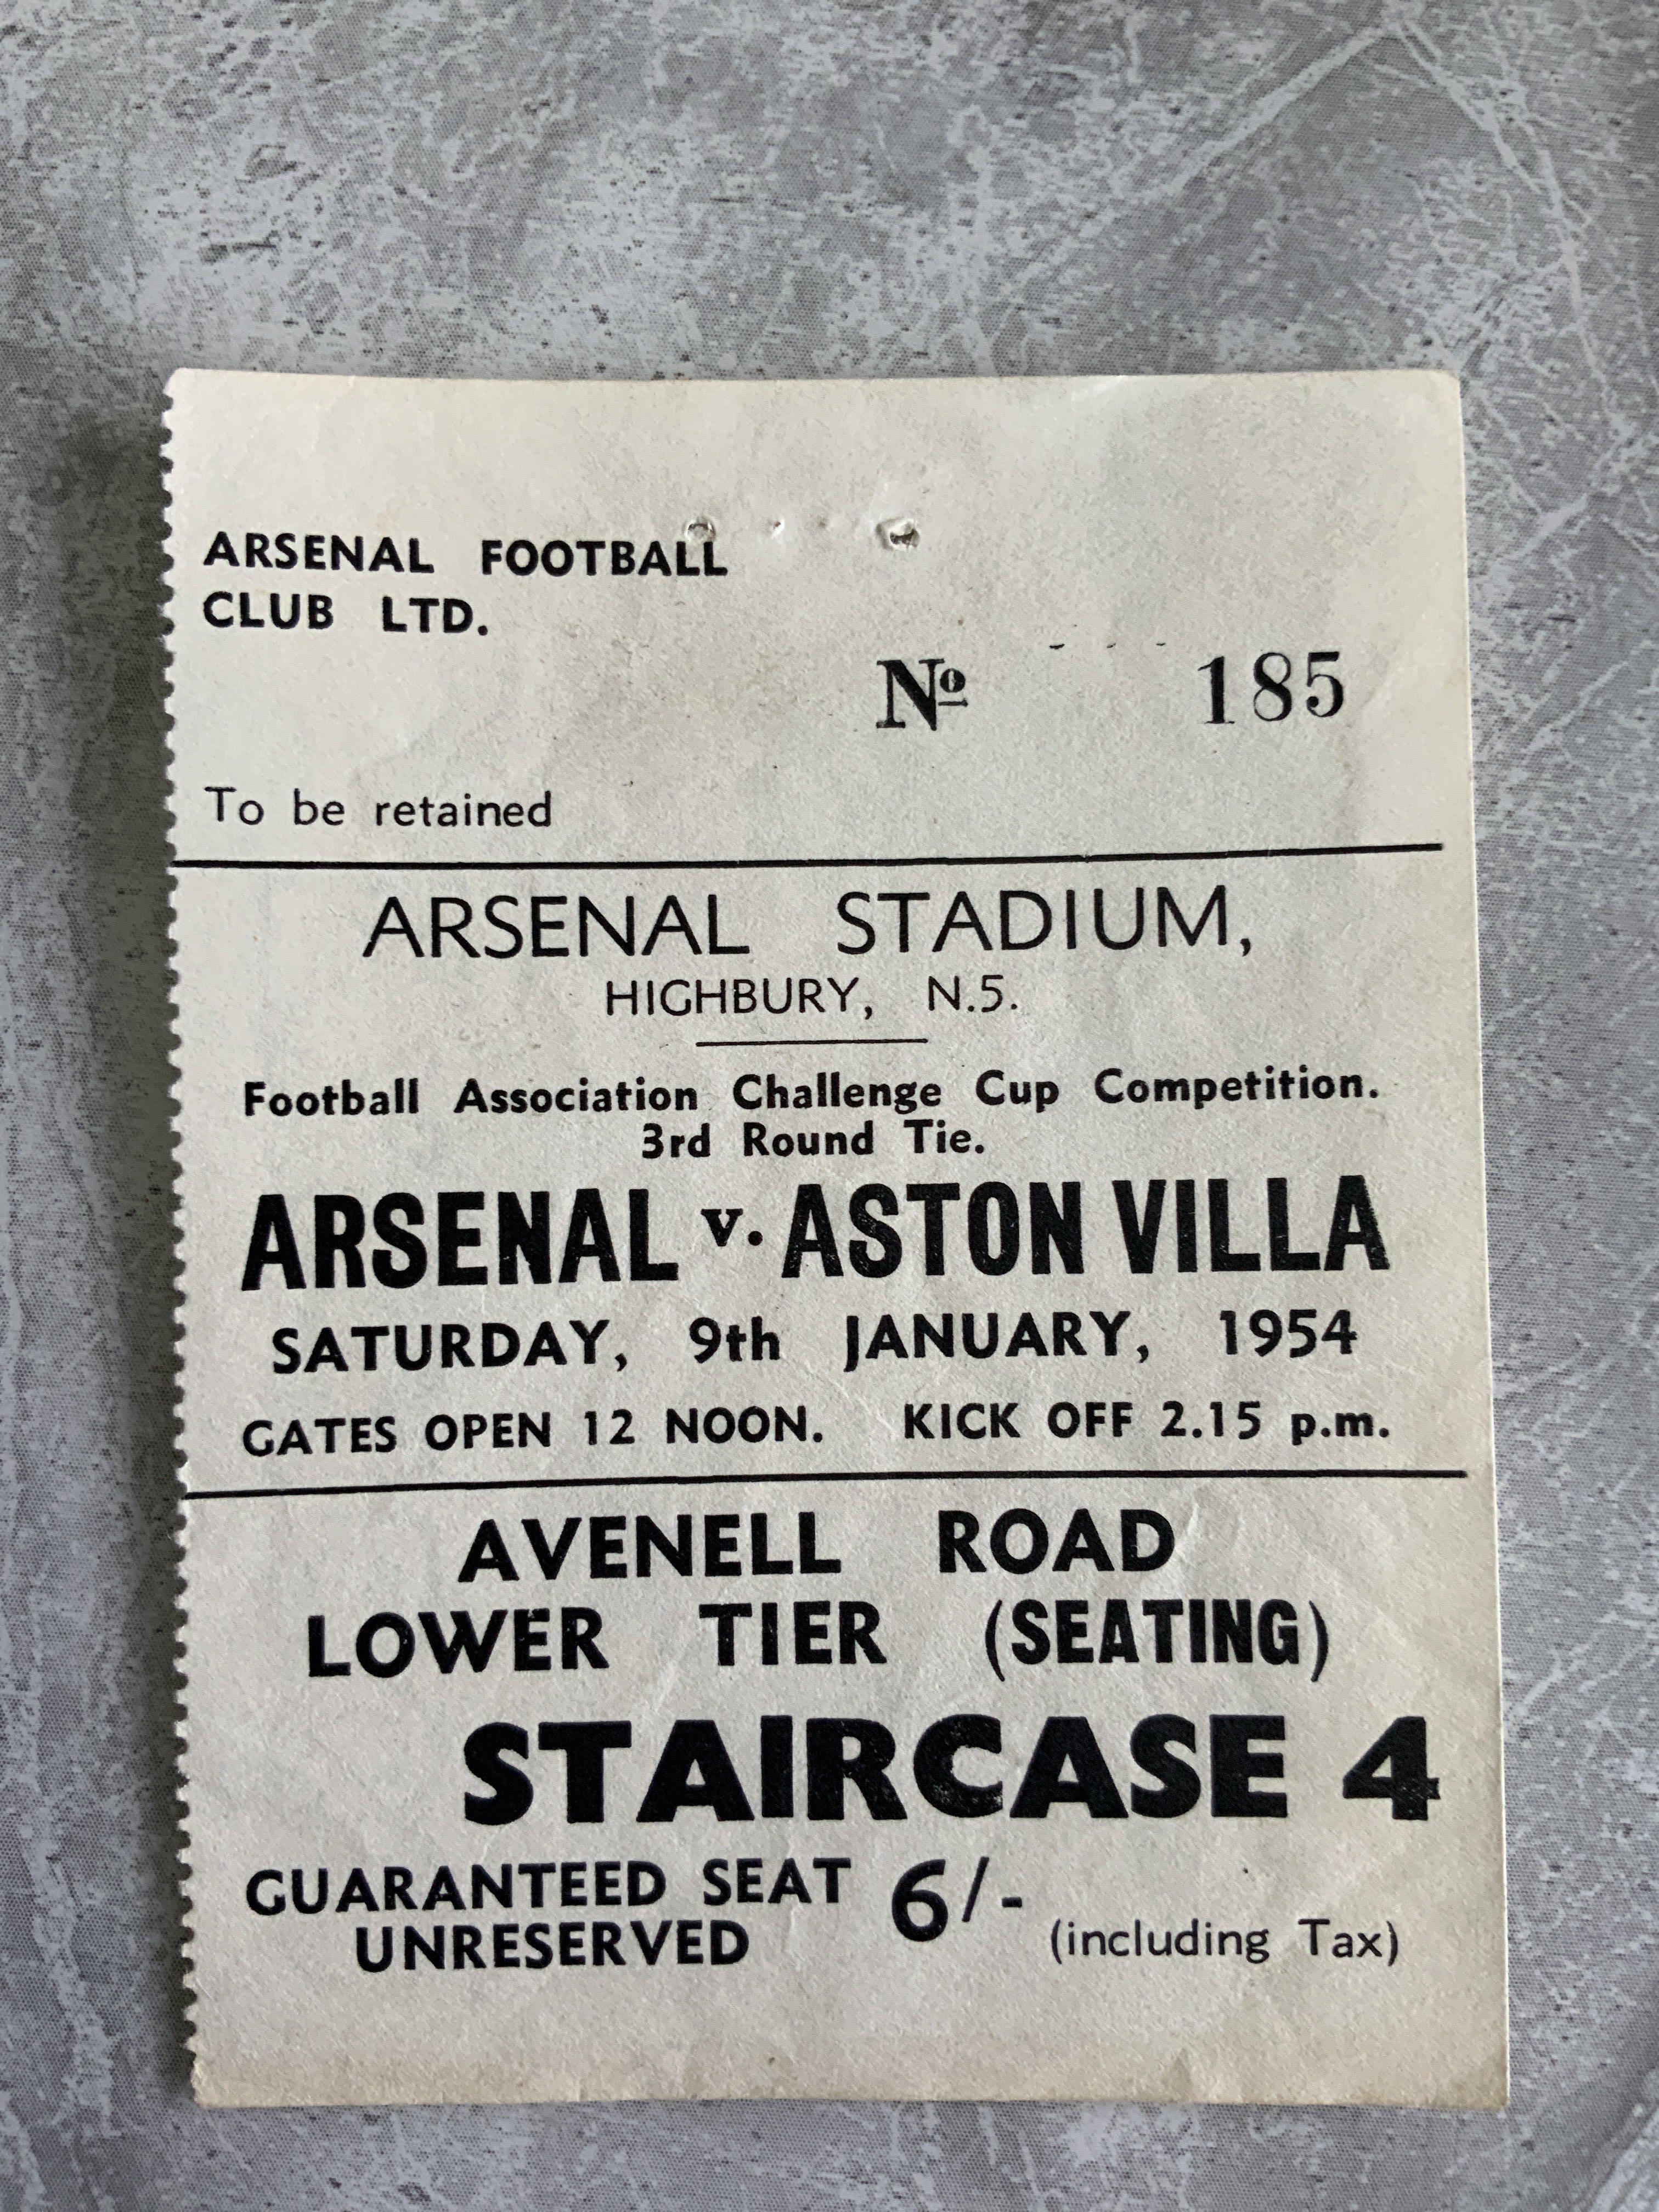 ARSENAL FOOTBALL
CLUB LTD.
Nº 185
To be retained
ARSENAL STADIUM,
HIGHBURY, N.5.
Football Association Challenge Cup Competition.
3rd Round Tie.
ARSENAL v. ASTON VILLA
SATURDAY, 9th JANUARY, 1954
GATES OPEN 12 NOON. KICK OFF 2.15 p.m.
AVENELL ROAD
LOWER TIER (SEATING)
STAIRCASE 4
GUARANTEED SEAT 6/- (including Tax)
UNRESERVED